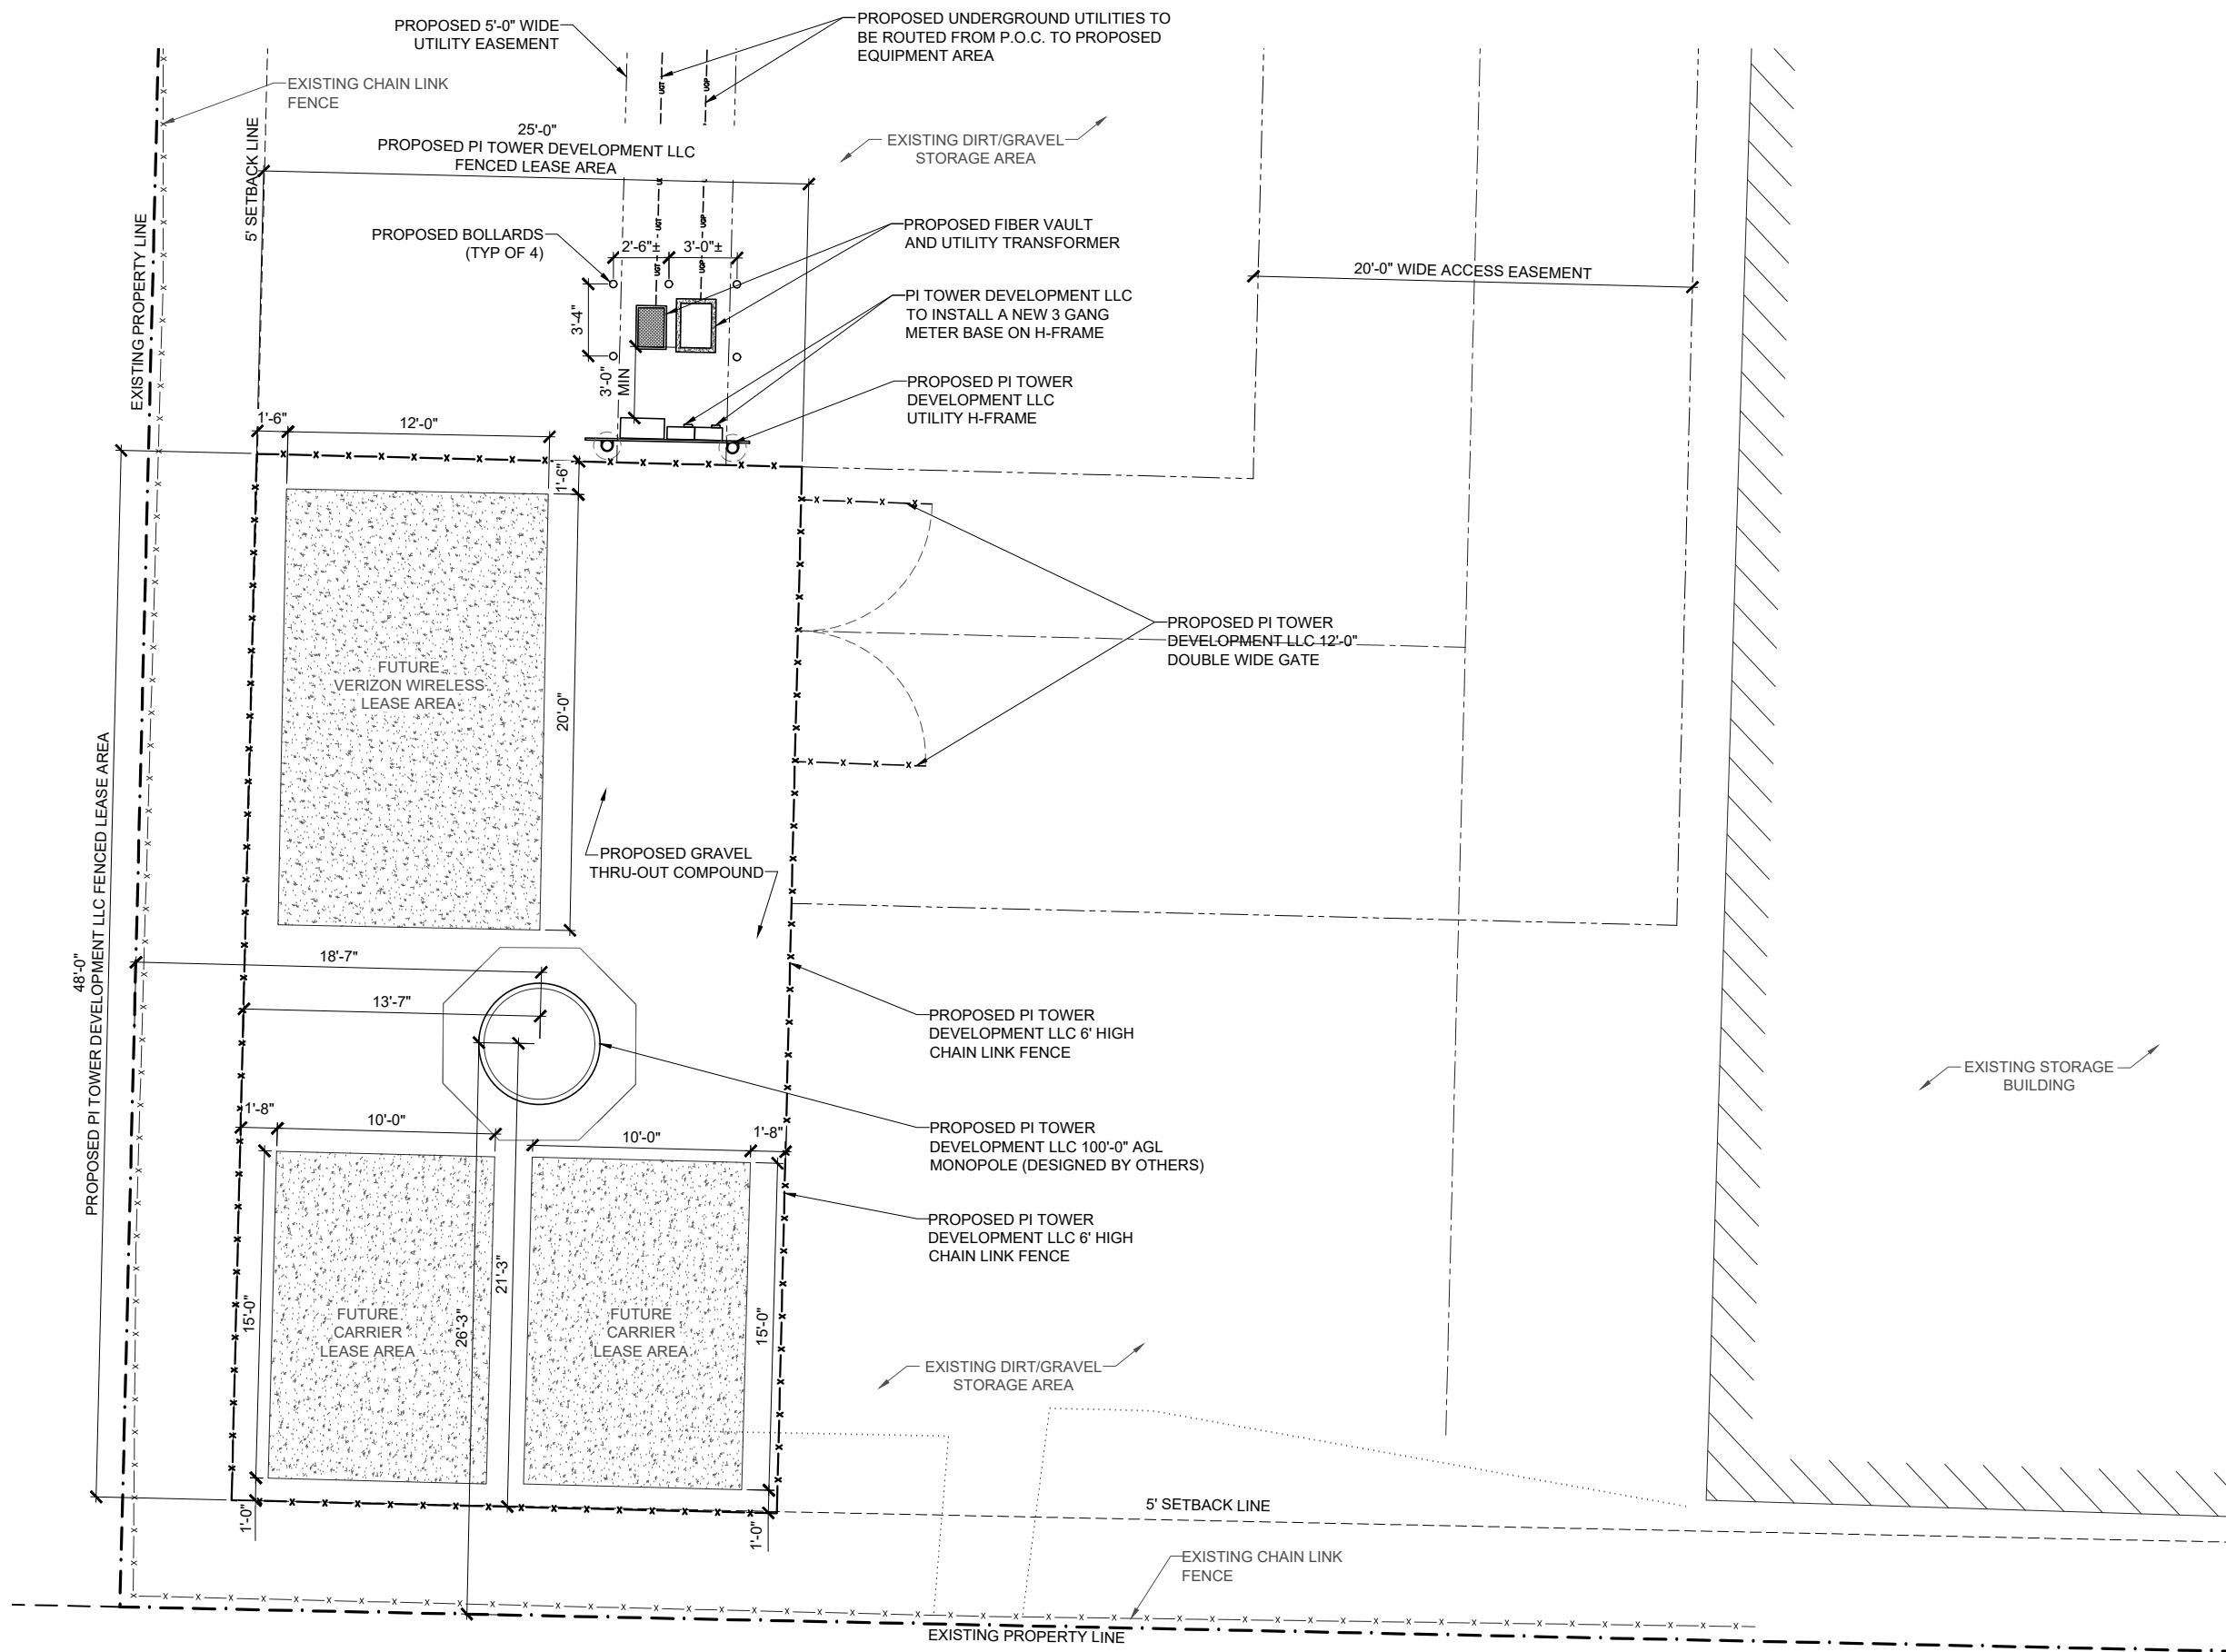 PROPOSED 5'-0" WIDE
UTILITY EASEMENT
PROPOSED UNDERGROUND UTILITIES TO
BE ROUTED FROM P.O.C. TO PROPOSED
EQUIPMENT AREA
EXISTING CHAIN LINK
FENCE
UGT
UGP
25'-0"
PROPOSED PI TOWER DEVELOPMENT LLC
FENCED LEASE AREA
EXISTING DIRT/GRAVEL
STORAGE AREA
5' SETBACK LINE
EXISTING PROPERTY LINE
UGT
UGP
PROPOSED BOLLARDS
(TYP OF 4)
2'-6"±
3'-0"±
UGT
UGP
PROPOSED FIBER VAULT
AND UTILITY TRANSFORMER
20'-0" WIDE ACCESS EASEMENT
3'-4"
PI TOWER DEVELOPMENT LLC
TO INSTALL A NEW 3 GANG
METER BASE ON H-FRAME
3'-0"
MIN
PROPOSED PI TOWER
DEVELOPMENT LLC
UTILITY H-FRAME
1'-6"
12'-0"
1'-6"
FUTURE
VERIZON WIRELESS
LEASE AREA
20'-0"
PROPOSED PI TOWER
DEVELOPMENT LLC 12'-0"
DOUBLE WIDE GATE
48'-0"
PROPOSED PI TOWER DEVELOPMENT LLC FENCED LEASE AREA
PROPOSED GRAVEL
THRU-OUT COMPOUND
18'-7"
13'-7"
PROPOSED PI TOWER
DEVELOPMENT LLC 6' HIGH
CHAIN LINK FENCE
EXISTING STORAGE
BUILDING
1'-8"
10'-0"
10'-0"
1'-8"
PROPOSED PI TOWER
DEVELOPMENT LLC 100'-0" AGL
MONOPOLE (DESIGNED BY OTHERS)
PROPOSED PI TOWER
DEVELOPMENT LLC 6' HIGH
CHAIN LINK FENCE
15'-0"
FUTURE
CARRIER
LEASE AREA
26'-3"
21'-3"
FUTURE
CARRIER
LEASE AREA
15'-0"
EXISTING DIRT/GRAVEL
STORAGE AREA
1'-0"
1'-0"
5' SETBACK LINE
EXISTING CHAIN LINK
FENCE
EXISTING PROPERTY LINE